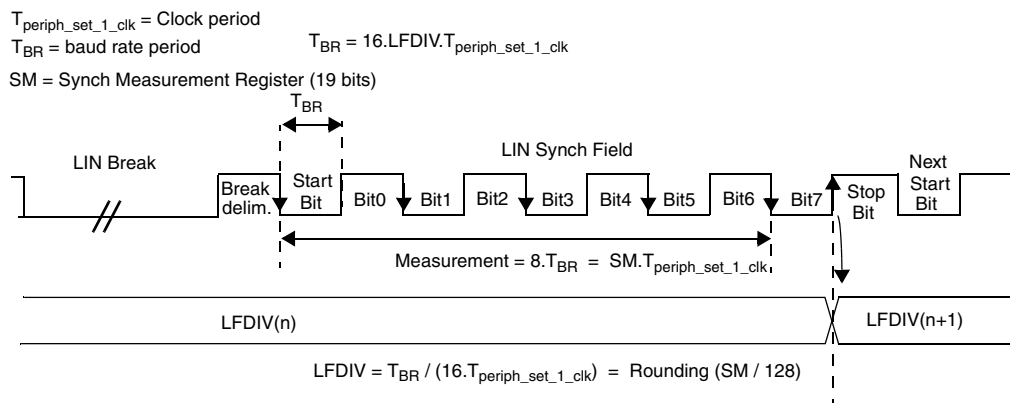 T_periph_set_1_clk = Clock period
T_BR = baud rate period
T_BR = 16.LFDIV.T_periph_set_1_clk
SM = Synch Measurement Register (19 bits)
T_BR
LIN Break
LIN Synch Field
Break delim.
Start Bit
Bit0
Bit1
Bit2
Bit3
Bit4
Bit5
Bit6
Bit7
Stop Bit
Next Start Bit
Measurement = 8.T_BR = SM.T_periph_set_1_clk
LFDIV(n)
LFDIV(n+1)
LFDIV = T_BR / (16.T_periph_set_1_clk) = Rounding (SM / 128)